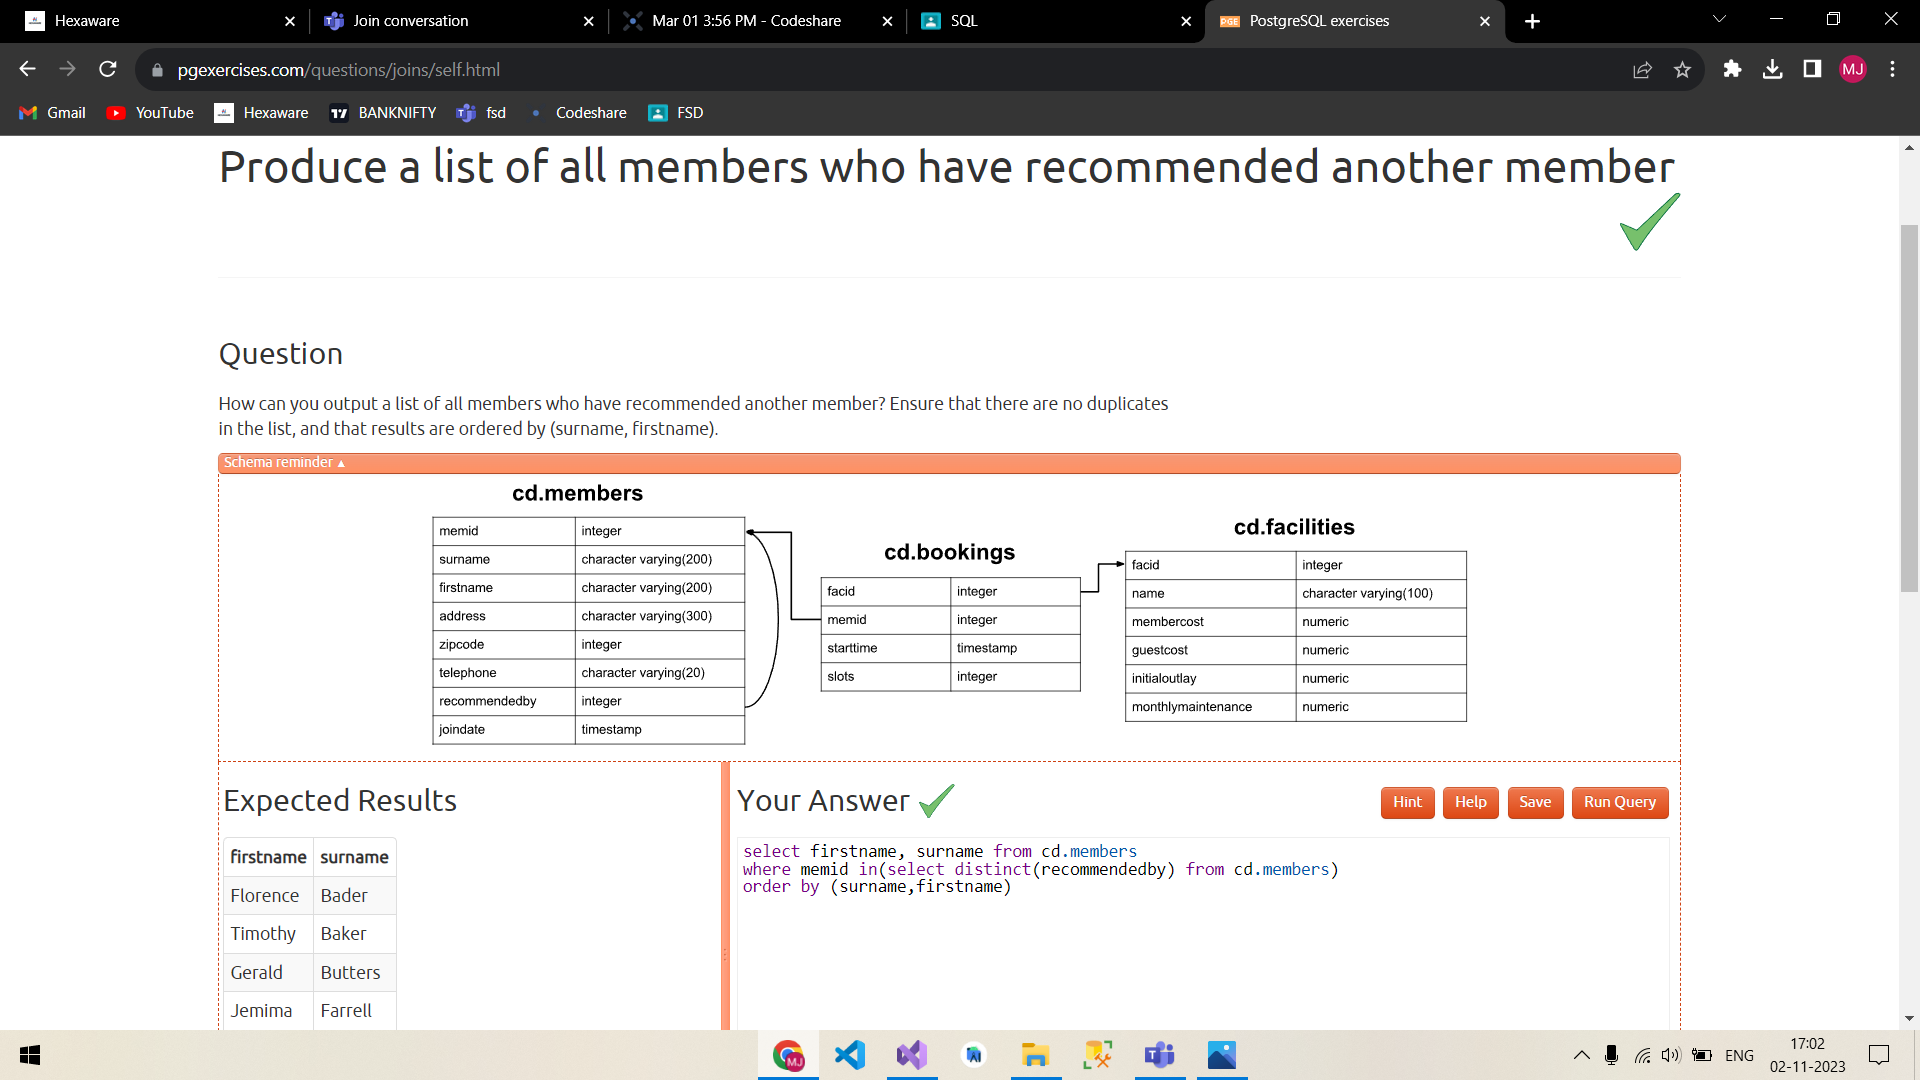 Hexaware
Join conversation
Mar 01 3:56 PM - Codeshare
SQL
PGE
PostgreSQL exercises
pgexercises.com/questions/joins/self.html
MJ
Gmail
YouTube
Hexaware
BANKNIFTY
fsd
Codeshare
FSD
Produce a list of all members who have recommended another member
Question
How can you output a list of all members who have recommended another member? Ensure that there are no duplicates
in the list, and that results are ordered by (surname, firstname).
Schema reminder ▲
cd.members
memid integer
surname character varying(200)
firstname character varying(200)
address character varying(300)
zipcode integer
telephone character varying(20)
recommendedby integer
joindate timestamp
cd.bookings
facid integer
memid integer
starttime timestamp
slots integer
cd.facilities
facid integer
name character varying(100)
membercost numeric
guestcost numeric
initialoutlay numeric
monthlymaintenance numeric
Expected Results
firstname surname
Florence Bader
Timothy Baker
Gerald Butters
Jemima Farrell
Your Answer
Hint Help Save Run Query
select firstname, surname from cd.members
where memid in(select distinct(recommendedby) from cd.members)
order by (surname,firstname)
MJ
ENG
17:02
02-11-2023